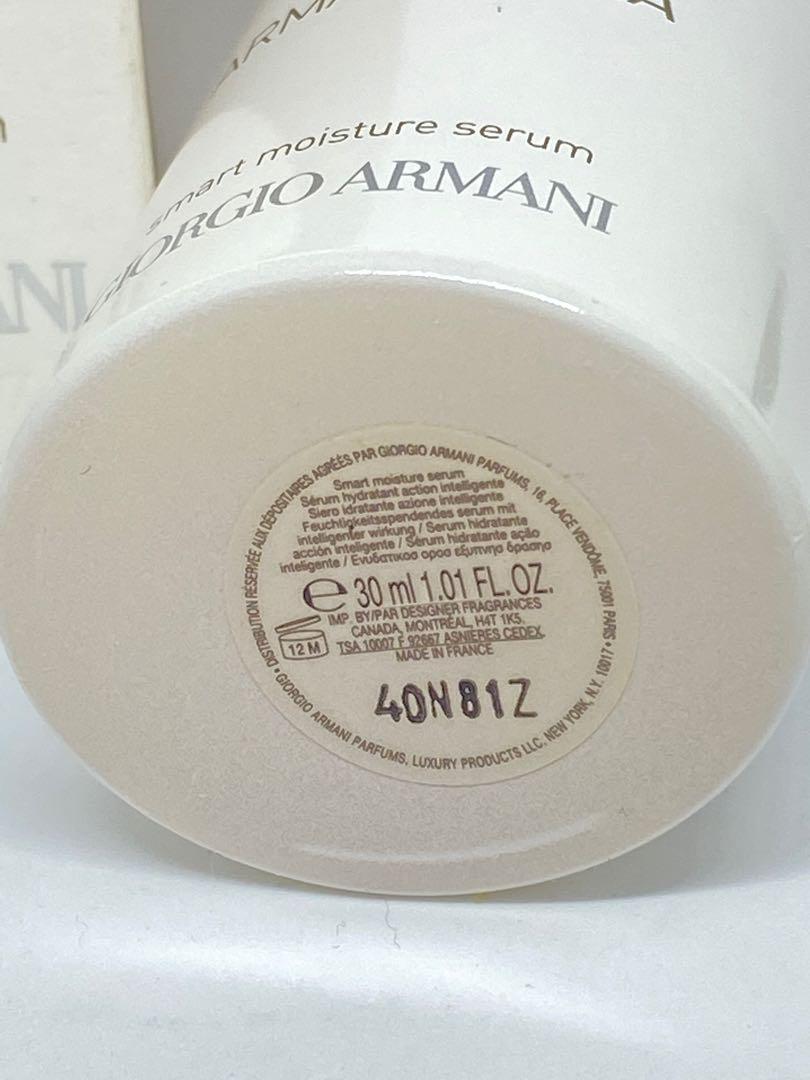 smart moisture serum
GIORGIO ARMANI
ANI
DISTRIBUTION RÉSERVÉE AUX DÉPOSITAIRES AGRÉÉS PAR GIORGIO ARMANI PARFUMS, 16, PLACE VENDÔME, 75001 PARIS •
GIORGIO ARMANI PARFUMS, LUXURY PRODUCTS LLC, NEW YORK, N.Y. 10017 •
Smart moisture serum
Sérum hydratant action intelligente
Siero idratante azione intelligente
Feuchtigkeitsspendendes serum mit
intelligenter wirkung / Serum hidratante
acción inteligente / Sérum hidratante ação
inteligente / Ενυδατικοσ οροσ εξυπνησ δρασησ
℮ 30 ml 1.01 FL. OZ.
IMP. BY/PAR DESIGNER FRAGRANCES
CANADA, MONTRÉAL, H4T 1K5.
TSA 10007 F 92667 ASNIERES CEDEX
MADE IN FRANCE
12 M
40N81Z